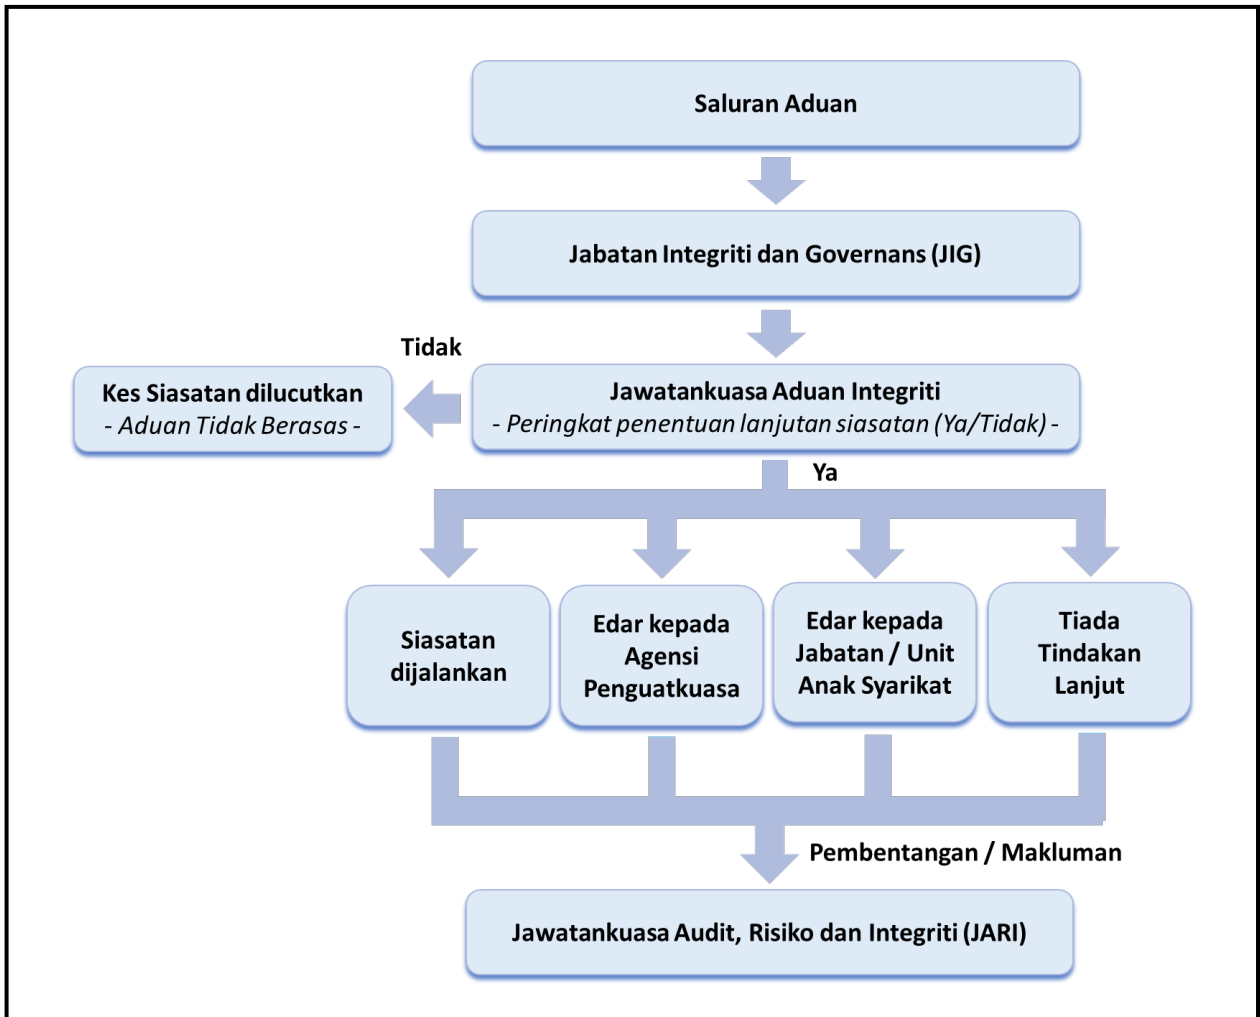 Saluran Aduan
Jabatan Integriti dan Governans (JIG)
Tidak
Kes Siasatan dilucutkan
- Aduan Tidak Berasas -
Jawatankuasa Aduan Integriti
- Peringkat penentuan lanjutan siasatan (Ya/Tidak) -
Ya
Siasatan
dijalankan
Edar kepada
Agensi
Penguatkuasa
Edar kepada
Jabatan / Unit
Anak Syarikat
Tiada
Tindakan
Lanjut
Pembentangan / Makluman
Jawatankuasa Audit, Risiko dan Integriti (JARI)